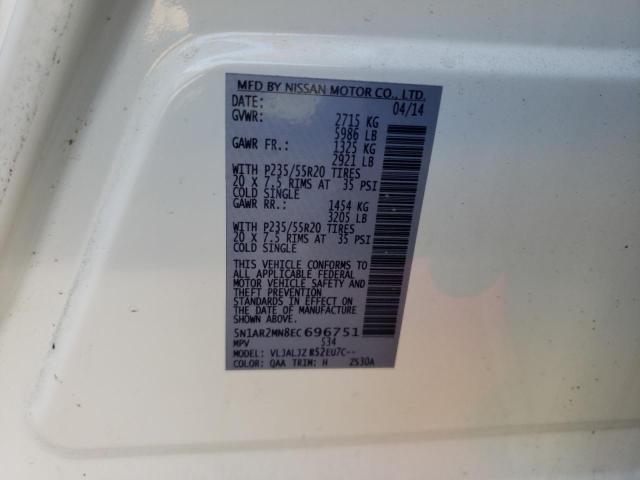 MFD BY NISSAN MOTOR CO., LTD.
DATE: 04/14
GVWR: 2715 KG
5986 LB
GAWR FR.: 1325 KG
2921 LB
WITH P235/55R20 TIRES
20 X 7.5 RIMS AT 35 PSI
COLD SINGLE
GAWR RR.: 1454 KG
3205 LB
WITH P235/55R20 TIRES
20 X 7.5 RIMS AT 35 PSI
COLD SINGLE
THIS VEHICLE CONFORMS TO
ALL APPLICABLE FEDERAL
MOTOR VEHICLE SAFETY AND
THEFT PREVENTION
STANDARDS IN EFFECT ON
THE DATE OF MANUFACTURE
SHOWN ABOVE.
5N1AR2MN8EC696751
MPV 534
MODEL:
COLOR: QAA TRIM: H 2530A